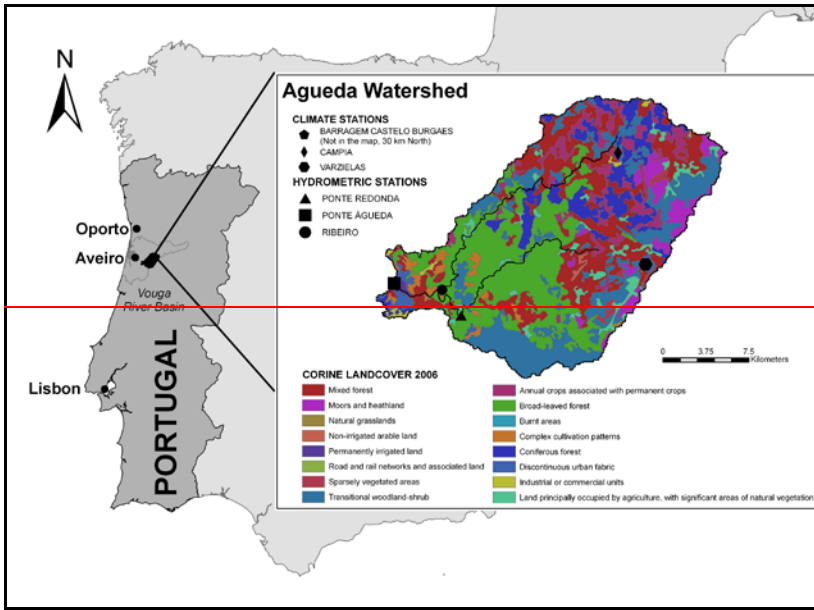 N
Agueda Watershed
CLIMATE STATIONS
BARRAGEM CASTELO BURGAES
(Not in the map, 30 km North)
CAMPIA
VARZIELAS
HYDROMETRIC STATIONS
PONTE REDONDA
PONTE ÁGUEDA
RIBEIRO
Oporto
Aveiro
Vouga
River Basin
Lisbon
PORTUGAL
0 3.75 7.5
Kilometers
CORINE LANDCOVER 2006
Mixed forest
Moors and heathland
Natural grasslands
Non-irrigated arable land
Permanently irrigated land
Road and rail networks and associated land
Sparsely vegetated areas
Transitional woodland-shrub
Annual crops associated with permanent crops
Broad-leaved forest
Burnt areas
Complex cultivation patterns
Coniferous forest
Discontinuous urban fabric
Industrial or commercial units
Land principally occupied by agriculture, with significant areas of natural vegetation